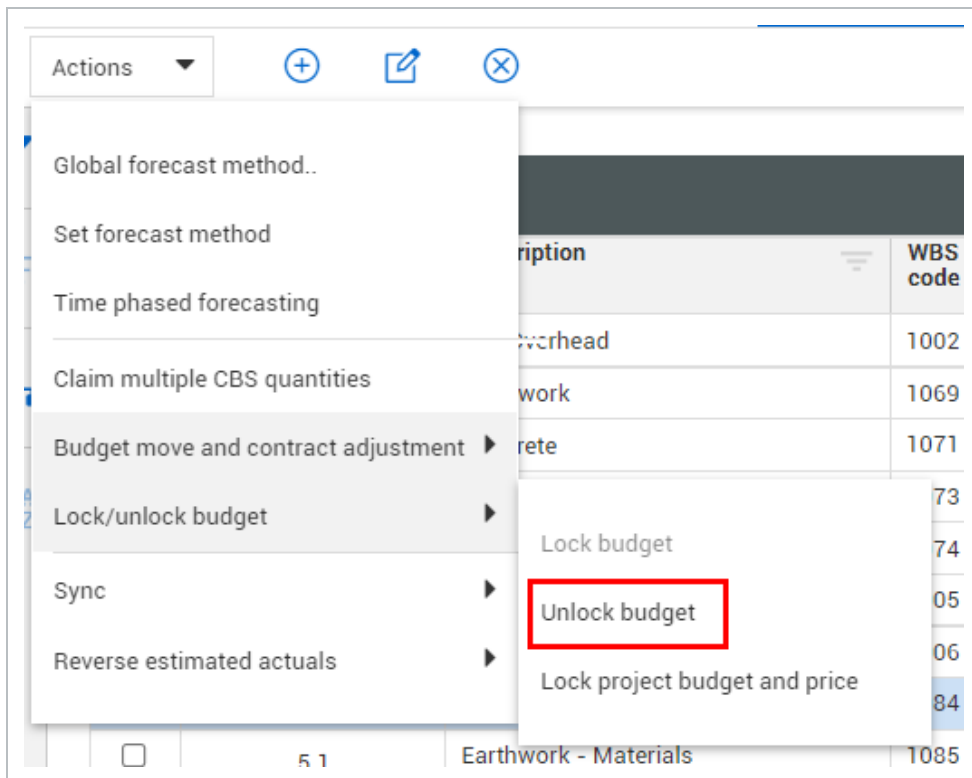 Actions
Global forecast method..
Set forecast method
Time phased forecasting
Claim multiple CBS quantities
Budget move and contract adjustment
Lock/unlock budget
Sync
Reverse estimated actuals
Lock budget
Unlock budget
Lock project budget and price
ription
WBS
code
Overhead
1002
work
1069
rete
1071
73
74
05
06
84
5.1
Earthwork - Materials
1085